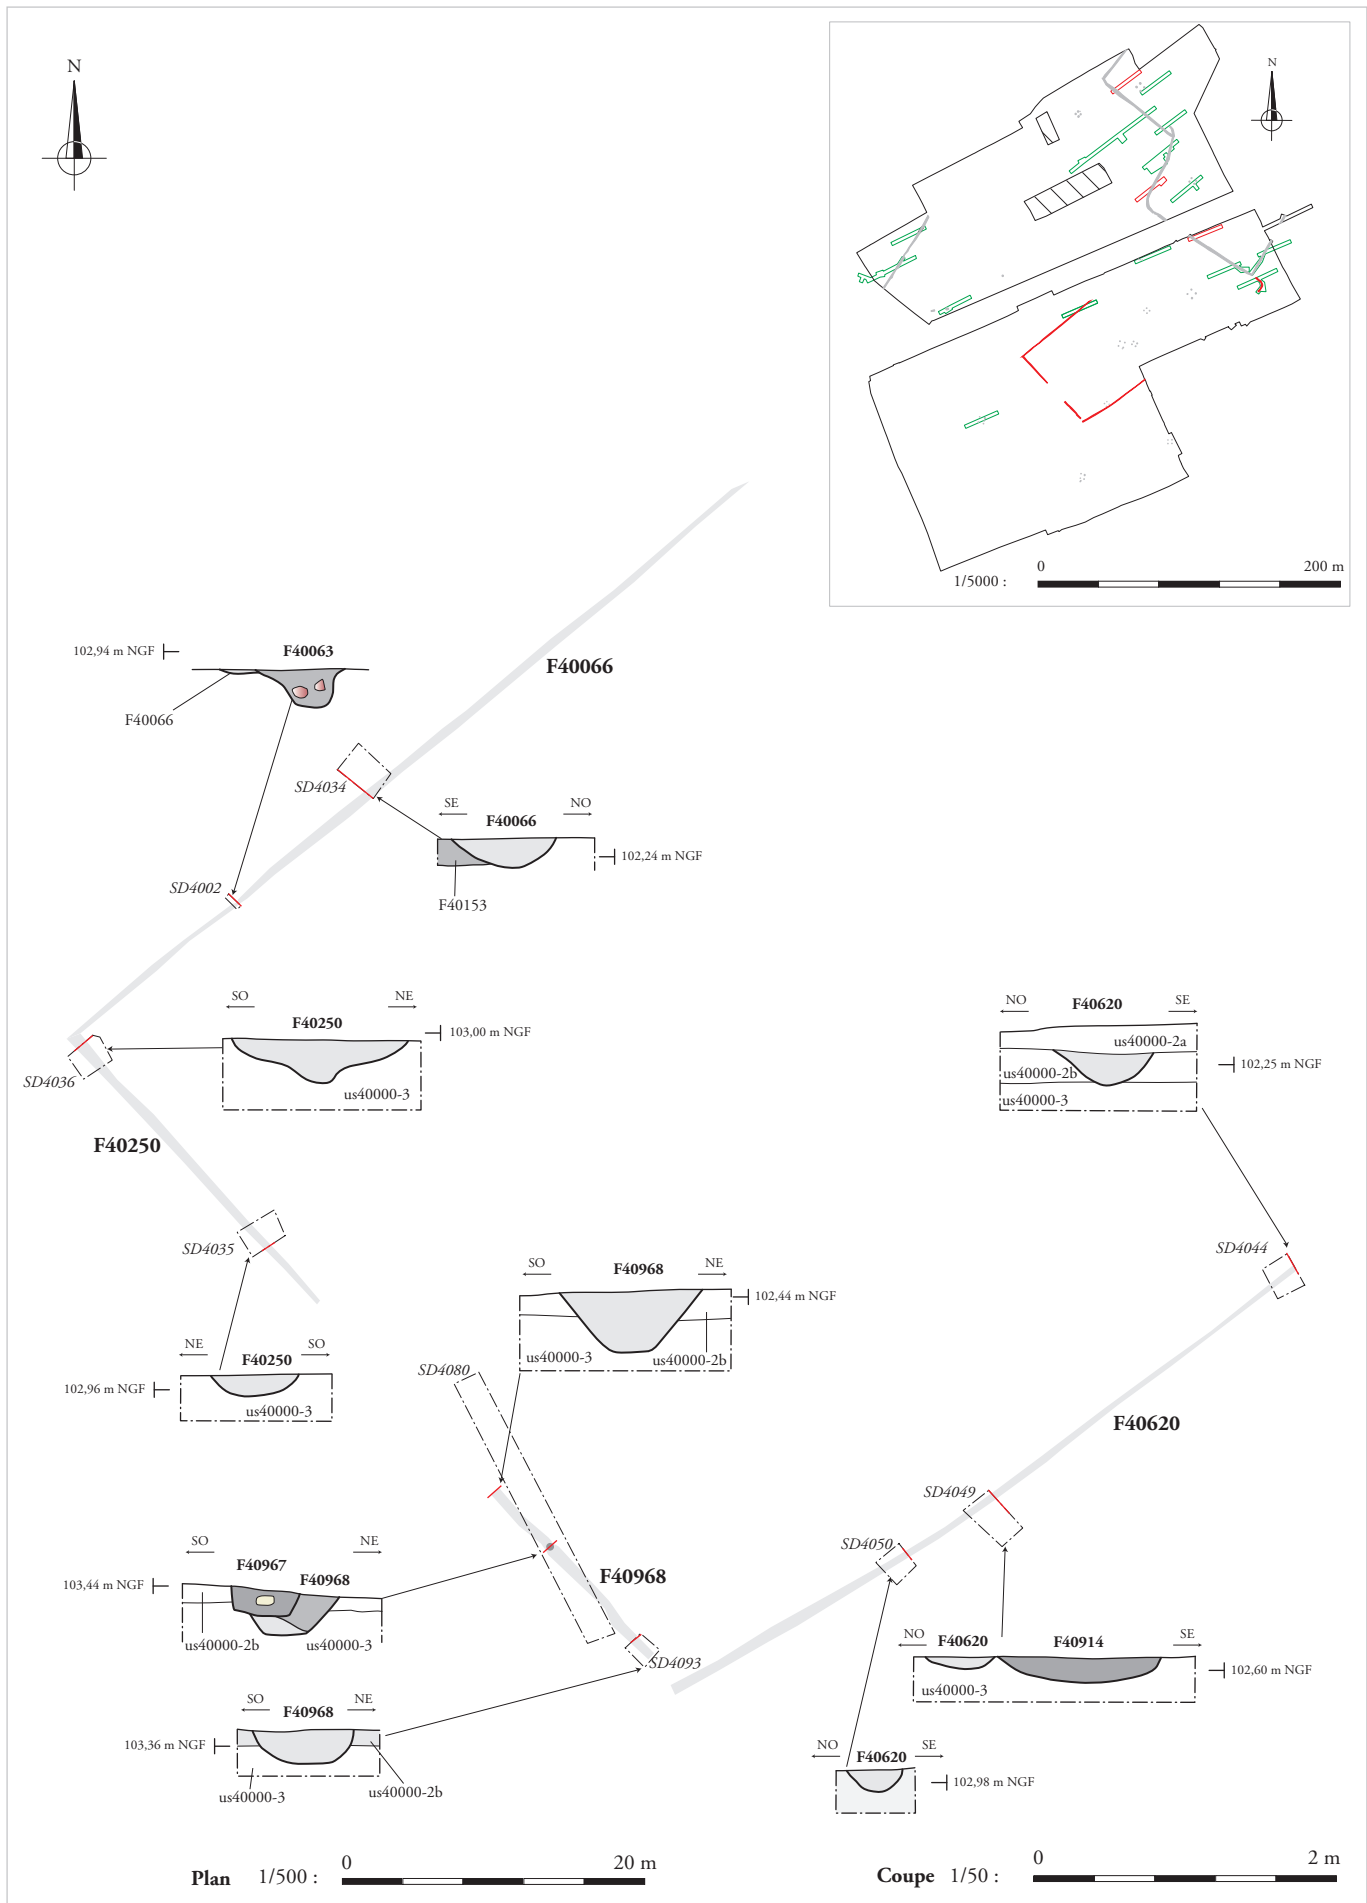 N
N
0
200 m
1/5000 :
102,94 m NGF
F40063
F40066
F40066
SD4034
SE
NO
F40066
102,24 m NGF
F40153
SD4002
SO
NE
F40250
103,00 m NGF
us40000-3
SD4036
NO
SE
F40620
us40000-2a
us40000-2b
102,25 m NGF
us40000-3
F40250
SD4035
SD4044
SO
NE
F40968
102,44 m NGF
us40000-3
us40000-2b
NE
SO
F40250
102,96 m NGF
us40000-3
SD4080
F40620
SD4049
SD4050
SO
NE
F40967
F40968
103,44 m NGF
us40000-2b
us40000-3
F40968
SD4093
NO
SE
F40620
F40914
102,60 m NGF
us40000-3
SO
NE
F40968
103,36 m NGF
us40000-3
us40000-2b
NO
SE
F40620
102,98 m NGF
Plan 1/500 :
0
20 m
Coupe 1/50 :
0
2 m